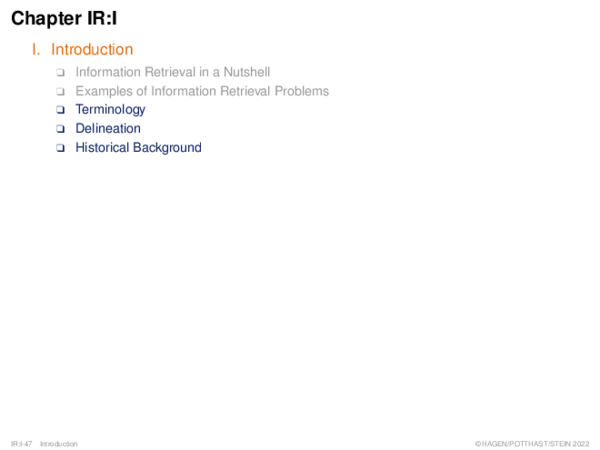 Chapter IR:I
I. Introduction
❑ Information Retrieval in a Nutshell
❑ Examples of Information Retrieval Problems
❑ Terminology
❑ Delineation
❑ Historical Background
IR:I-47 Introduction
©HAGEN/POTTHAST/STEIN 2022